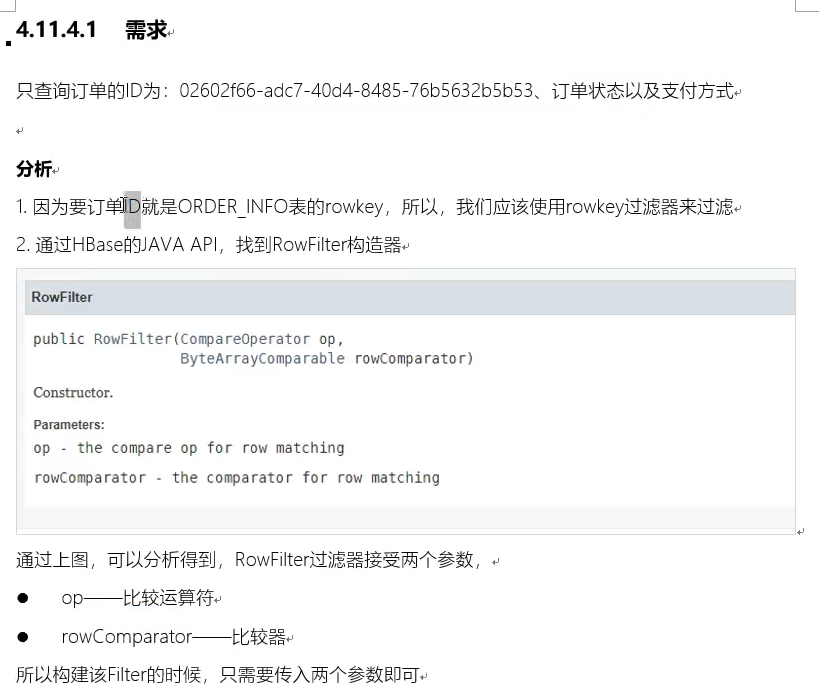 4.11.4.1 需求
只查询订单的ID为：02602f66-adc7-40d4-8485-76b5632b5b53、订单状态以及支付方式
分析
1. 因为要订单ID就是ORDER_INFO表的rowkey，所以，我们应该使用rowkey过滤器来过滤
2. 通过HBase的JAVA API，找到RowFilter构造器
RowFilter
public RowFilter(CompareOperator op,
ByteArrayComparable rowComparator)
Constructor.
Parameters:
op - the compare op for row matching
rowComparator - the comparator for row matching
通过上图，可以分析得到，RowFilter过滤器接受两个参数，
● op——比较运算符
● rowComparator——比较器
所以构建该Filter的时候，只需要传入两个参数即可